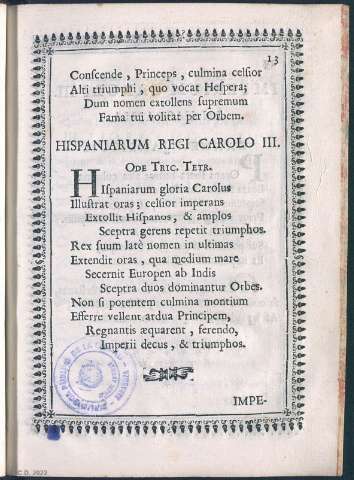 13
Conscende, Princeps, culmina celsior
Alti triumphi, quo vocat Hespera;
Dum nomen extollens supremum
Fama tui volitat per Orbem.
HISPANIARUM REGI CAROLO III.
ODE TRIC. TETR.
HIspaniarum gloria Carolus
Illustrat oras; celsior imperans
Extollit Hispanos, & amplos
Sceptra gerens repetit triumphos.
Rex suum latè nomen in ultimas
Extendit oras, qua medium mare
Secernit Europen ab Indis
Sceptra duos dominantur Orbes.
Non si potentem culmina montium
Efferre vellent ardua Principem,
Regnantis æquarent, ferendo,
Imperii decus, & triumphos.
IMPE-
C.D. 2022